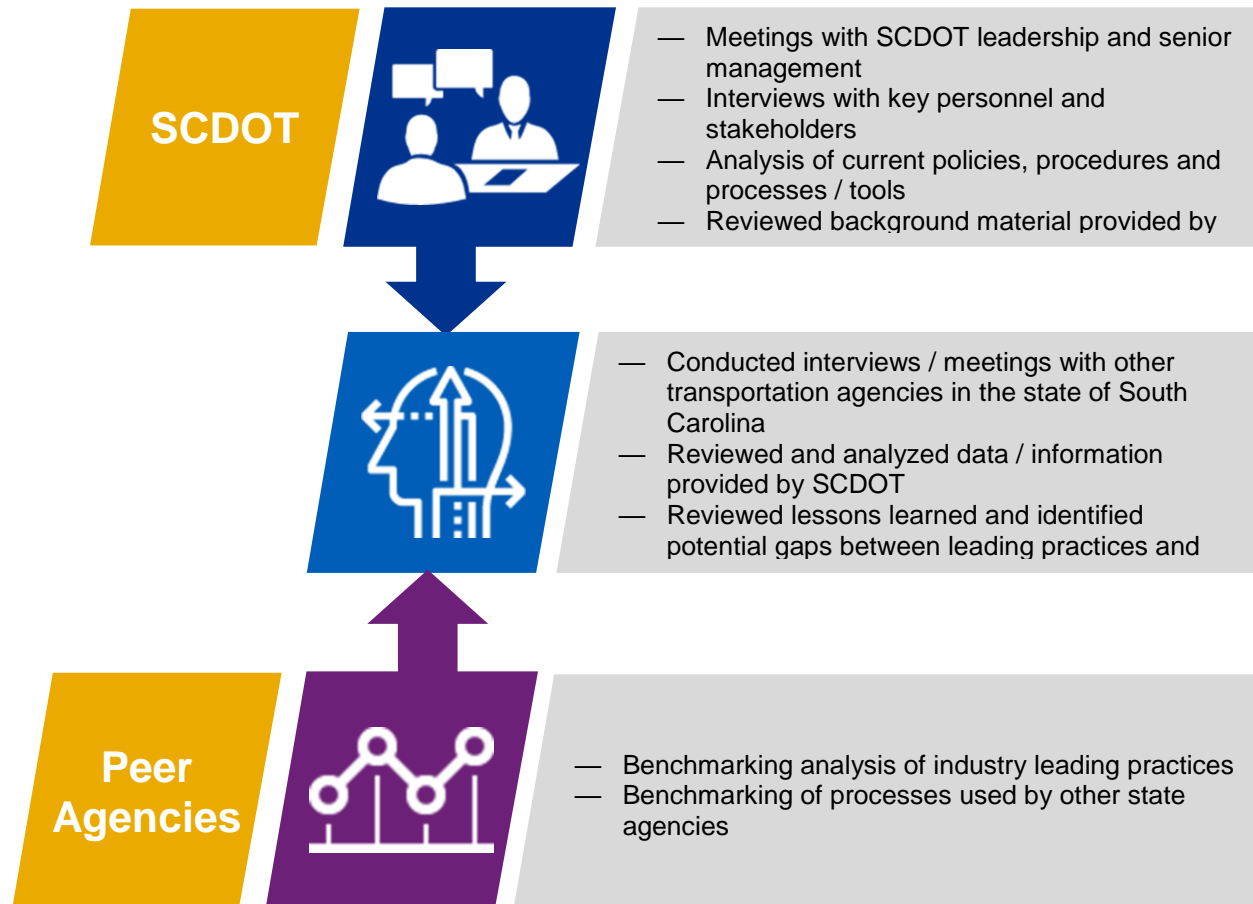 SCDOT
— Meetings with SCDOT leadership and senior
management
— Interviews with key personnel and
stakeholders
— Analysis of current policies, procedures and
processes / tools
— Reviewed background material provided by
— Conducted interviews / meetings with other
transportation agencies in the state of South
Carolina
— Reviewed and analyzed data / information
provided by SCDOT
— Reviewed lessons learned and identified
potential gaps between leading practices and
Peer
Agencies
— Benchmarking analysis of industry leading practices
— Benchmarking of processes used by other state
agencies